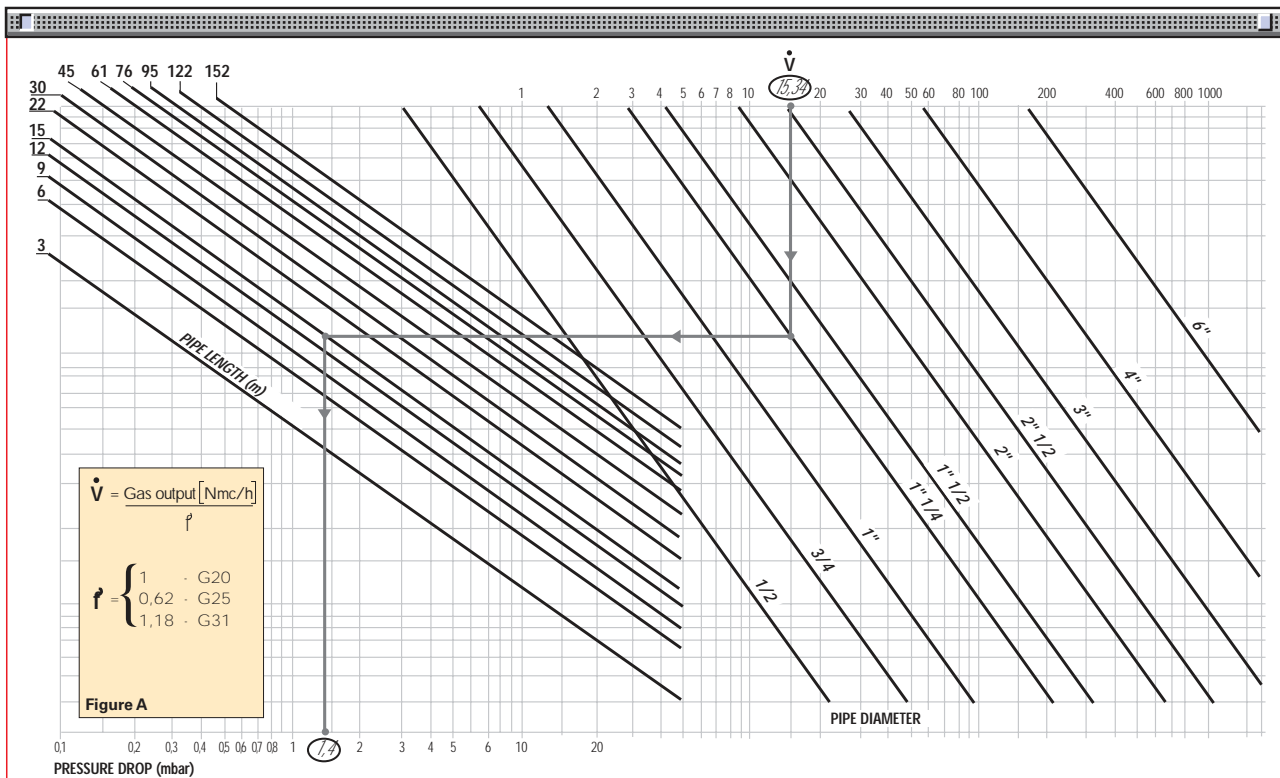 V̇
15,34
45 61 76 95 122 152
30
22
15
12
9
6
3
1 2 3 4 5 6 7 8 10 20 30 40 50 60 80 100 200 400 600 800 1000
PIPE LENGTH (m)
6"
4"
3"
2" 1/2
2"
1" 1/2
1" 1/4
1"
3/4
1/2
V̇ = Gas output [Nmc/h]
f
f = { 1 - G20
0,62 - G25
1,18 - G31
Figure A
PIPE DIAMETER
0,1 0,2 0,3 0,4 0,5 0,6 0,7 0,8 1 1,4 2 3 4 5 6 10 20
PRESSURE DROP (mbar)